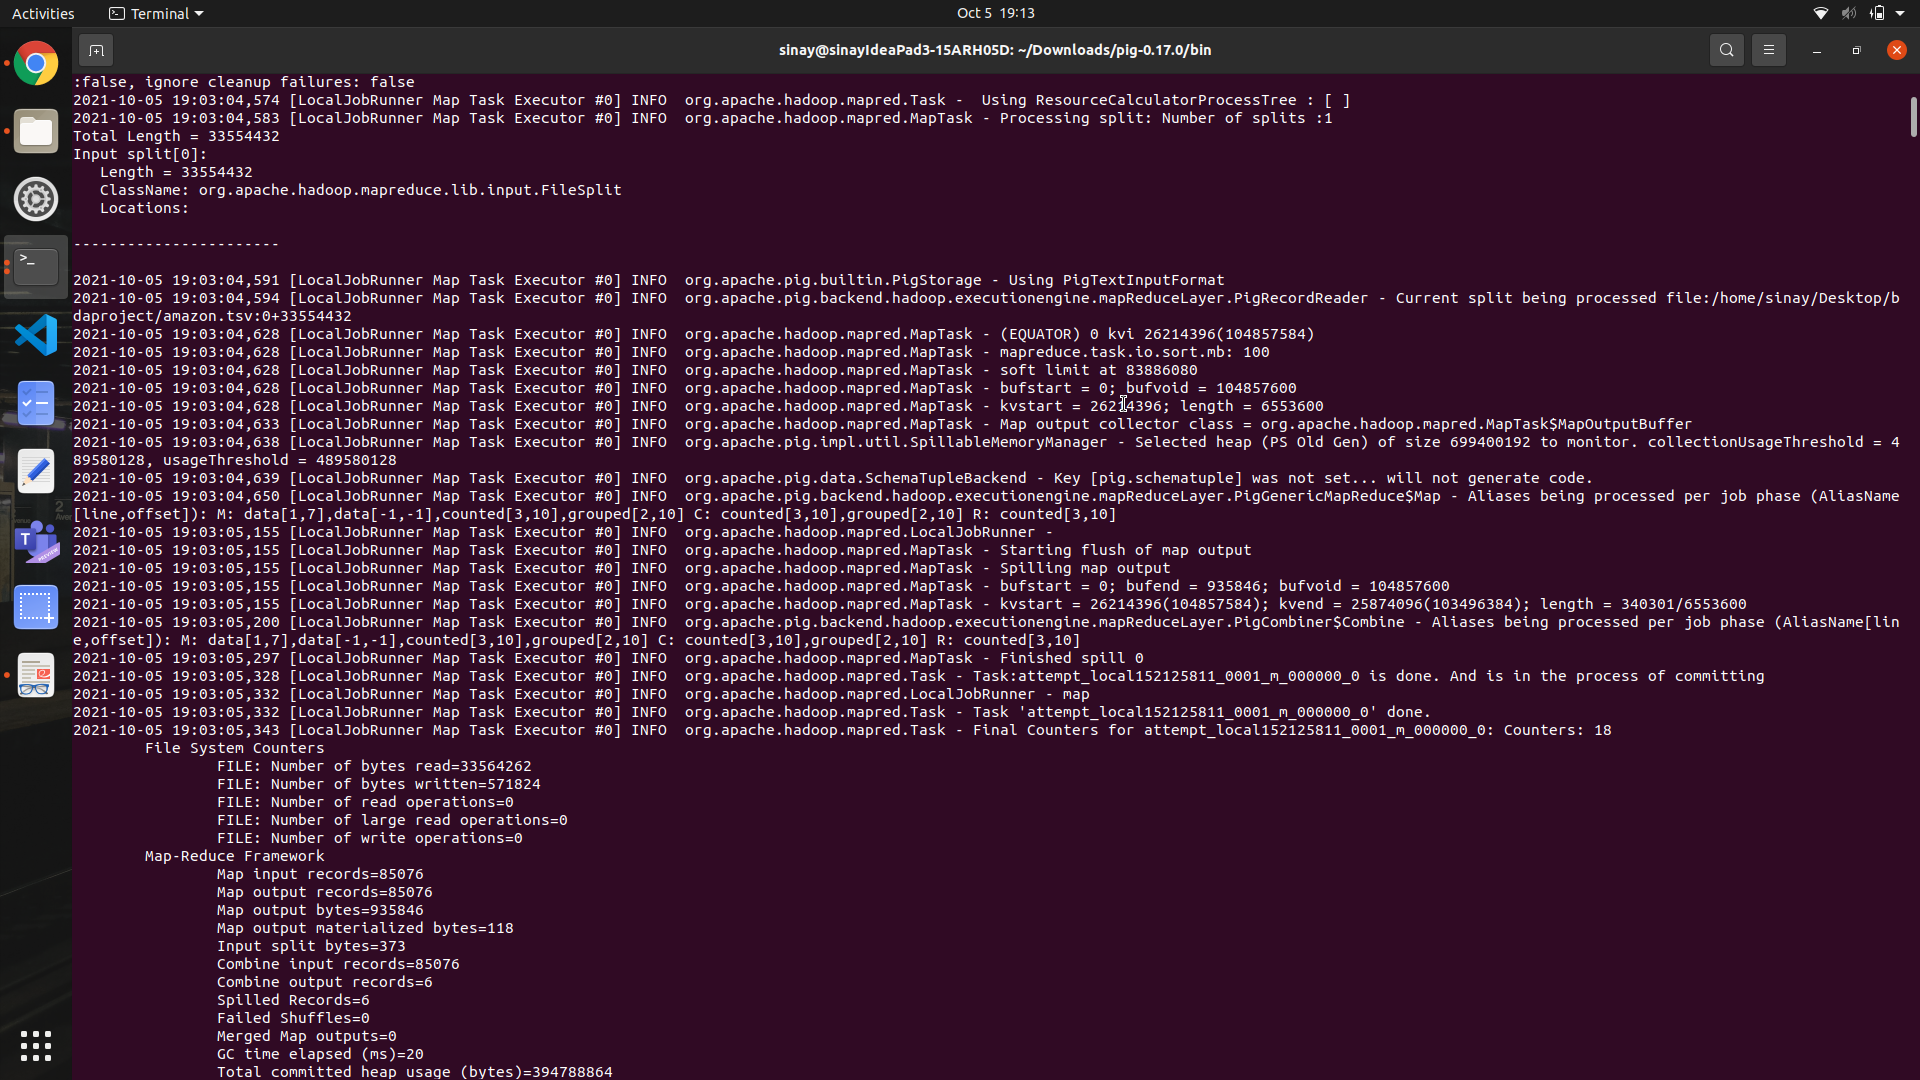 Activities
Terminal
Oct 5 19:13
sinay@sinayIdeaPad3-15ARH05D: ~/Downloads/pig-0.17.0/bin
:false, ignore cleanup failures: false
2021-10-05 19:03:04,574 [LocalJobRunner Map Task Executor #0] INFO  org.apache.hadoop.mapred.Task -  Using ResourceCalculatorProcessTree : [ ]
2021-10-05 19:03:04,583 [LocalJobRunner Map Task Executor #0] INFO  org.apache.hadoop.mapred.MapTask - Processing split: Number of splits :1
Total Length = 33554432
Input split[0]:
   Length = 33554432
   ClassName: org.apache.hadoop.mapreduce.lib.input.FileSplit
   Locations:
-----------------------
2021-10-05 19:03:04,591 [LocalJobRunner Map Task Executor #0] INFO  org.apache.pig.builtin.PigStorage - Using PigTextInputFormat
2021-10-05 19:03:04,594 [LocalJobRunner Map Task Executor #0] INFO  org.apache.pig.backend.hadoop.executionengine.mapReduceLayer.PigRecordReader - Current split being processed file:/home/sinay/Desktop/b
daproject/amazon.tsv:0+33554432
2021-10-05 19:03:04,628 [LocalJobRunner Map Task Executor #0] INFO  org.apache.hadoop.mapred.MapTask - (EQUATOR) 0 kvi 26214396(104857584)
2021-10-05 19:03:04,628 [LocalJobRunner Map Task Executor #0] INFO  org.apache.hadoop.mapred.MapTask - mapreduce.task.io.sort.mb: 100
2021-10-05 19:03:04,628 [LocalJobRunner Map Task Executor #0] INFO  org.apache.hadoop.mapred.MapTask - soft limit at 83886080
2021-10-05 19:03:04,628 [LocalJobRunner Map Task Executor #0] INFO  org.apache.hadoop.mapred.MapTask - bufstart = 0; bufvoid = 104857600
2021-10-05 19:03:04,628 [LocalJobRunner Map Task Executor #0] INFO  org.apache.hadoop.mapred.MapTask - kvstart = 26214396; length = 6553600
2021-10-05 19:03:04,633 [LocalJobRunner Map Task Executor #0] INFO  org.apache.hadoop.mapred.MapTask - Map output collector class = org.apache.hadoop.mapred.MapTask$MapOutputBuffer
2021-10-05 19:03:04,638 [LocalJobRunner Map Task Executor #0] INFO  org.apache.pig.impl.util.SpillableMemoryManager - Selected heap (PS Old Gen) of size 699400192 to monitor. collectionUsageThreshold = 4
89580128, usageThreshold = 489580128
2021-10-05 19:03:04,639 [LocalJobRunner Map Task Executor #0] INFO  org.apache.pig.data.SchemaTupleBackend - Key [pig.schematuple] was not set... will not generate code.
2021-10-05 19:03:04,650 [LocalJobRunner Map Task Executor #0] INFO  org.apache.pig.backend.hadoop.executionengine.mapReduceLayer.PigGenericMapReduce$Map - Aliases being processed per job phase (AliasName
[line,offset]): M: data[1,7],data[-1,-1],counted[3,10],grouped[2,10] C: counted[3,10],grouped[2,10] R: counted[3,10]
2021-10-05 19:03:05,155 [LocalJobRunner Map Task Executor #0] INFO  org.apache.hadoop.mapred.LocalJobRunner -
2021-10-05 19:03:05,155 [LocalJobRunner Map Task Executor #0] INFO  org.apache.hadoop.mapred.MapTask - Starting flush of map output
2021-10-05 19:03:05,155 [LocalJobRunner Map Task Executor #0] INFO  org.apache.hadoop.mapred.MapTask - Spilling map output
2021-10-05 19:03:05,155 [LocalJobRunner Map Task Executor #0] INFO  org.apache.hadoop.mapred.MapTask - bufstart = 0; bufend = 935846; bufvoid = 104857600
2021-10-05 19:03:05,155 [LocalJobRunner Map Task Executor #0] INFO  org.apache.hadoop.mapred.MapTask - kvstart = 26214396(104857584); kvend = 25874096(103496384); length = 340301/6553600
2021-10-05 19:03:05,200 [LocalJobRunner Map Task Executor #0] INFO  org.apache.pig.backend.hadoop.executionengine.mapReduceLayer.PigCombiner$Combine - Aliases being processed per job phase (AliasName[lin
e,offset]): M: data[1,7],data[-1,-1],counted[3,10],grouped[2,10] C: counted[3,10],grouped[2,10] R: counted[3,10]
2021-10-05 19:03:05,297 [LocalJobRunner Map Task Executor #0] INFO  org.apache.hadoop.mapred.MapTask - Finished spill 0
2021-10-05 19:03:05,328 [LocalJobRunner Map Task Executor #0] INFO  org.apache.hadoop.mapred.Task - Task:attempt_local152125811_0001_m_000000_0 is done. And is in the process of committing
2021-10-05 19:03:05,332 [LocalJobRunner Map Task Executor #0] INFO  org.apache.hadoop.mapred.LocalJobRunner - map
2021-10-05 19:03:05,332 [LocalJobRunner Map Task Executor #0] INFO  org.apache.hadoop.mapred.Task - Task 'attempt_local152125811_0001_m_000000_0' done.
2021-10-05 19:03:05,343 [LocalJobRunner Map Task Executor #0] INFO  org.apache.hadoop.mapred.Task - Final Counters for attempt_local152125811_0001_m_000000_0: Counters: 18
        File System Counters
                FILE: Number of bytes read=33564262
                FILE: Number of bytes written=571824
                FILE: Number of read operations=0
                FILE: Number of large read operations=0
                FILE: Number of write operations=0
        Map-Reduce Framework
                Map input records=85076
                Map output records=85076
                Map output bytes=935846
                Map output materialized bytes=118
                Input split bytes=373
                Combine input records=85076
                Combine output records=6
                Spilled Records=6
                Failed Shuffles=0
                Merged Map outputs=0
                GC time elapsed (ms)=20
                Total committed heap usage (bytes)=394788864